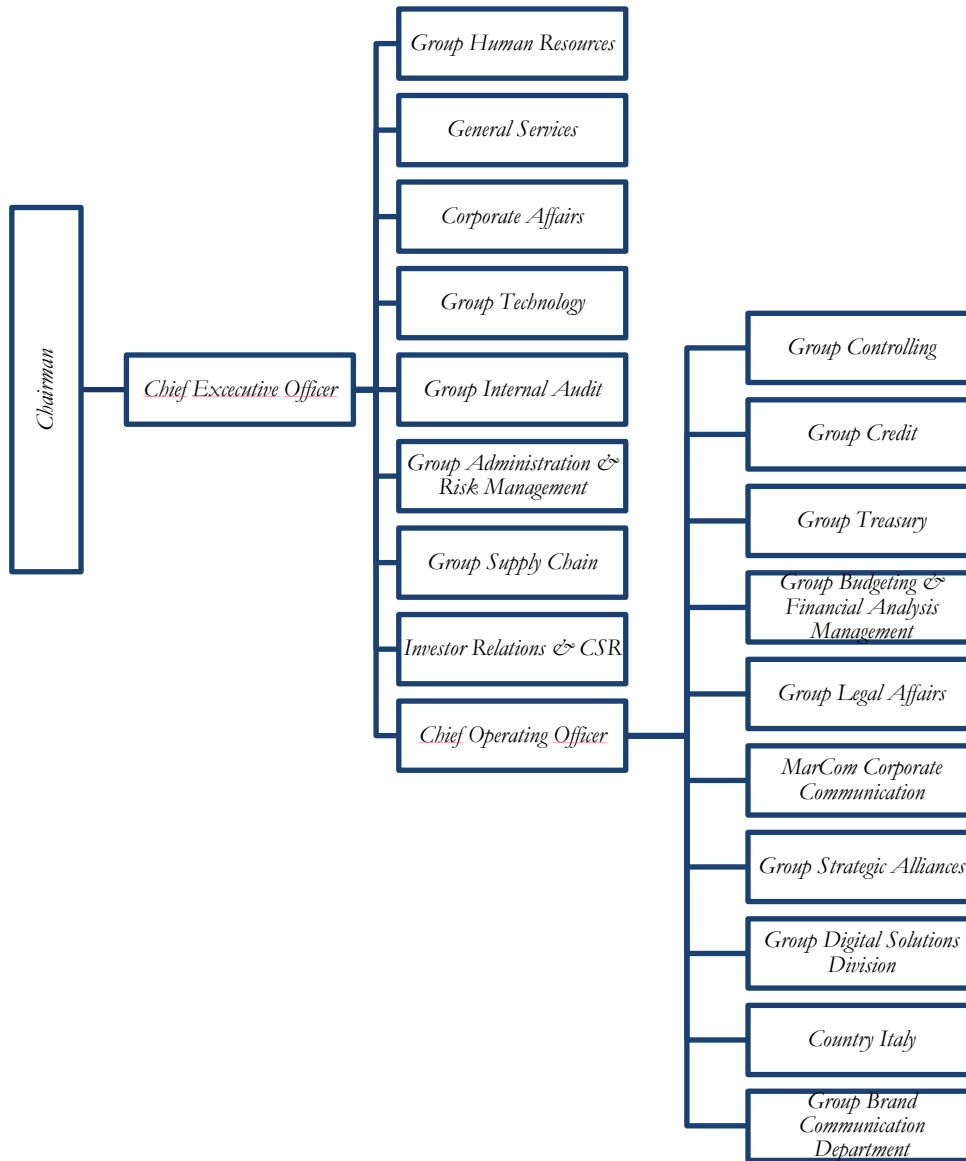 Chairman
Chief Excecutive Officer
Group Human Resources
General Services
Corporate Affairs
Group Technology
Group Internal Audit
Group Administration &
Risk Management
Group Supply Chain
Investor Relations & CSR
Chief Operating Officer
Group Controlling
Group Credit
Group Treasury
Group Budgeting &
Financial Analysis
Management
Group Legal Affairs
MarCom Corporate
Communication
Group Strategic Alliances
Group Digital Solutions
Division
Country Italy
Group Brand
Communication
Department